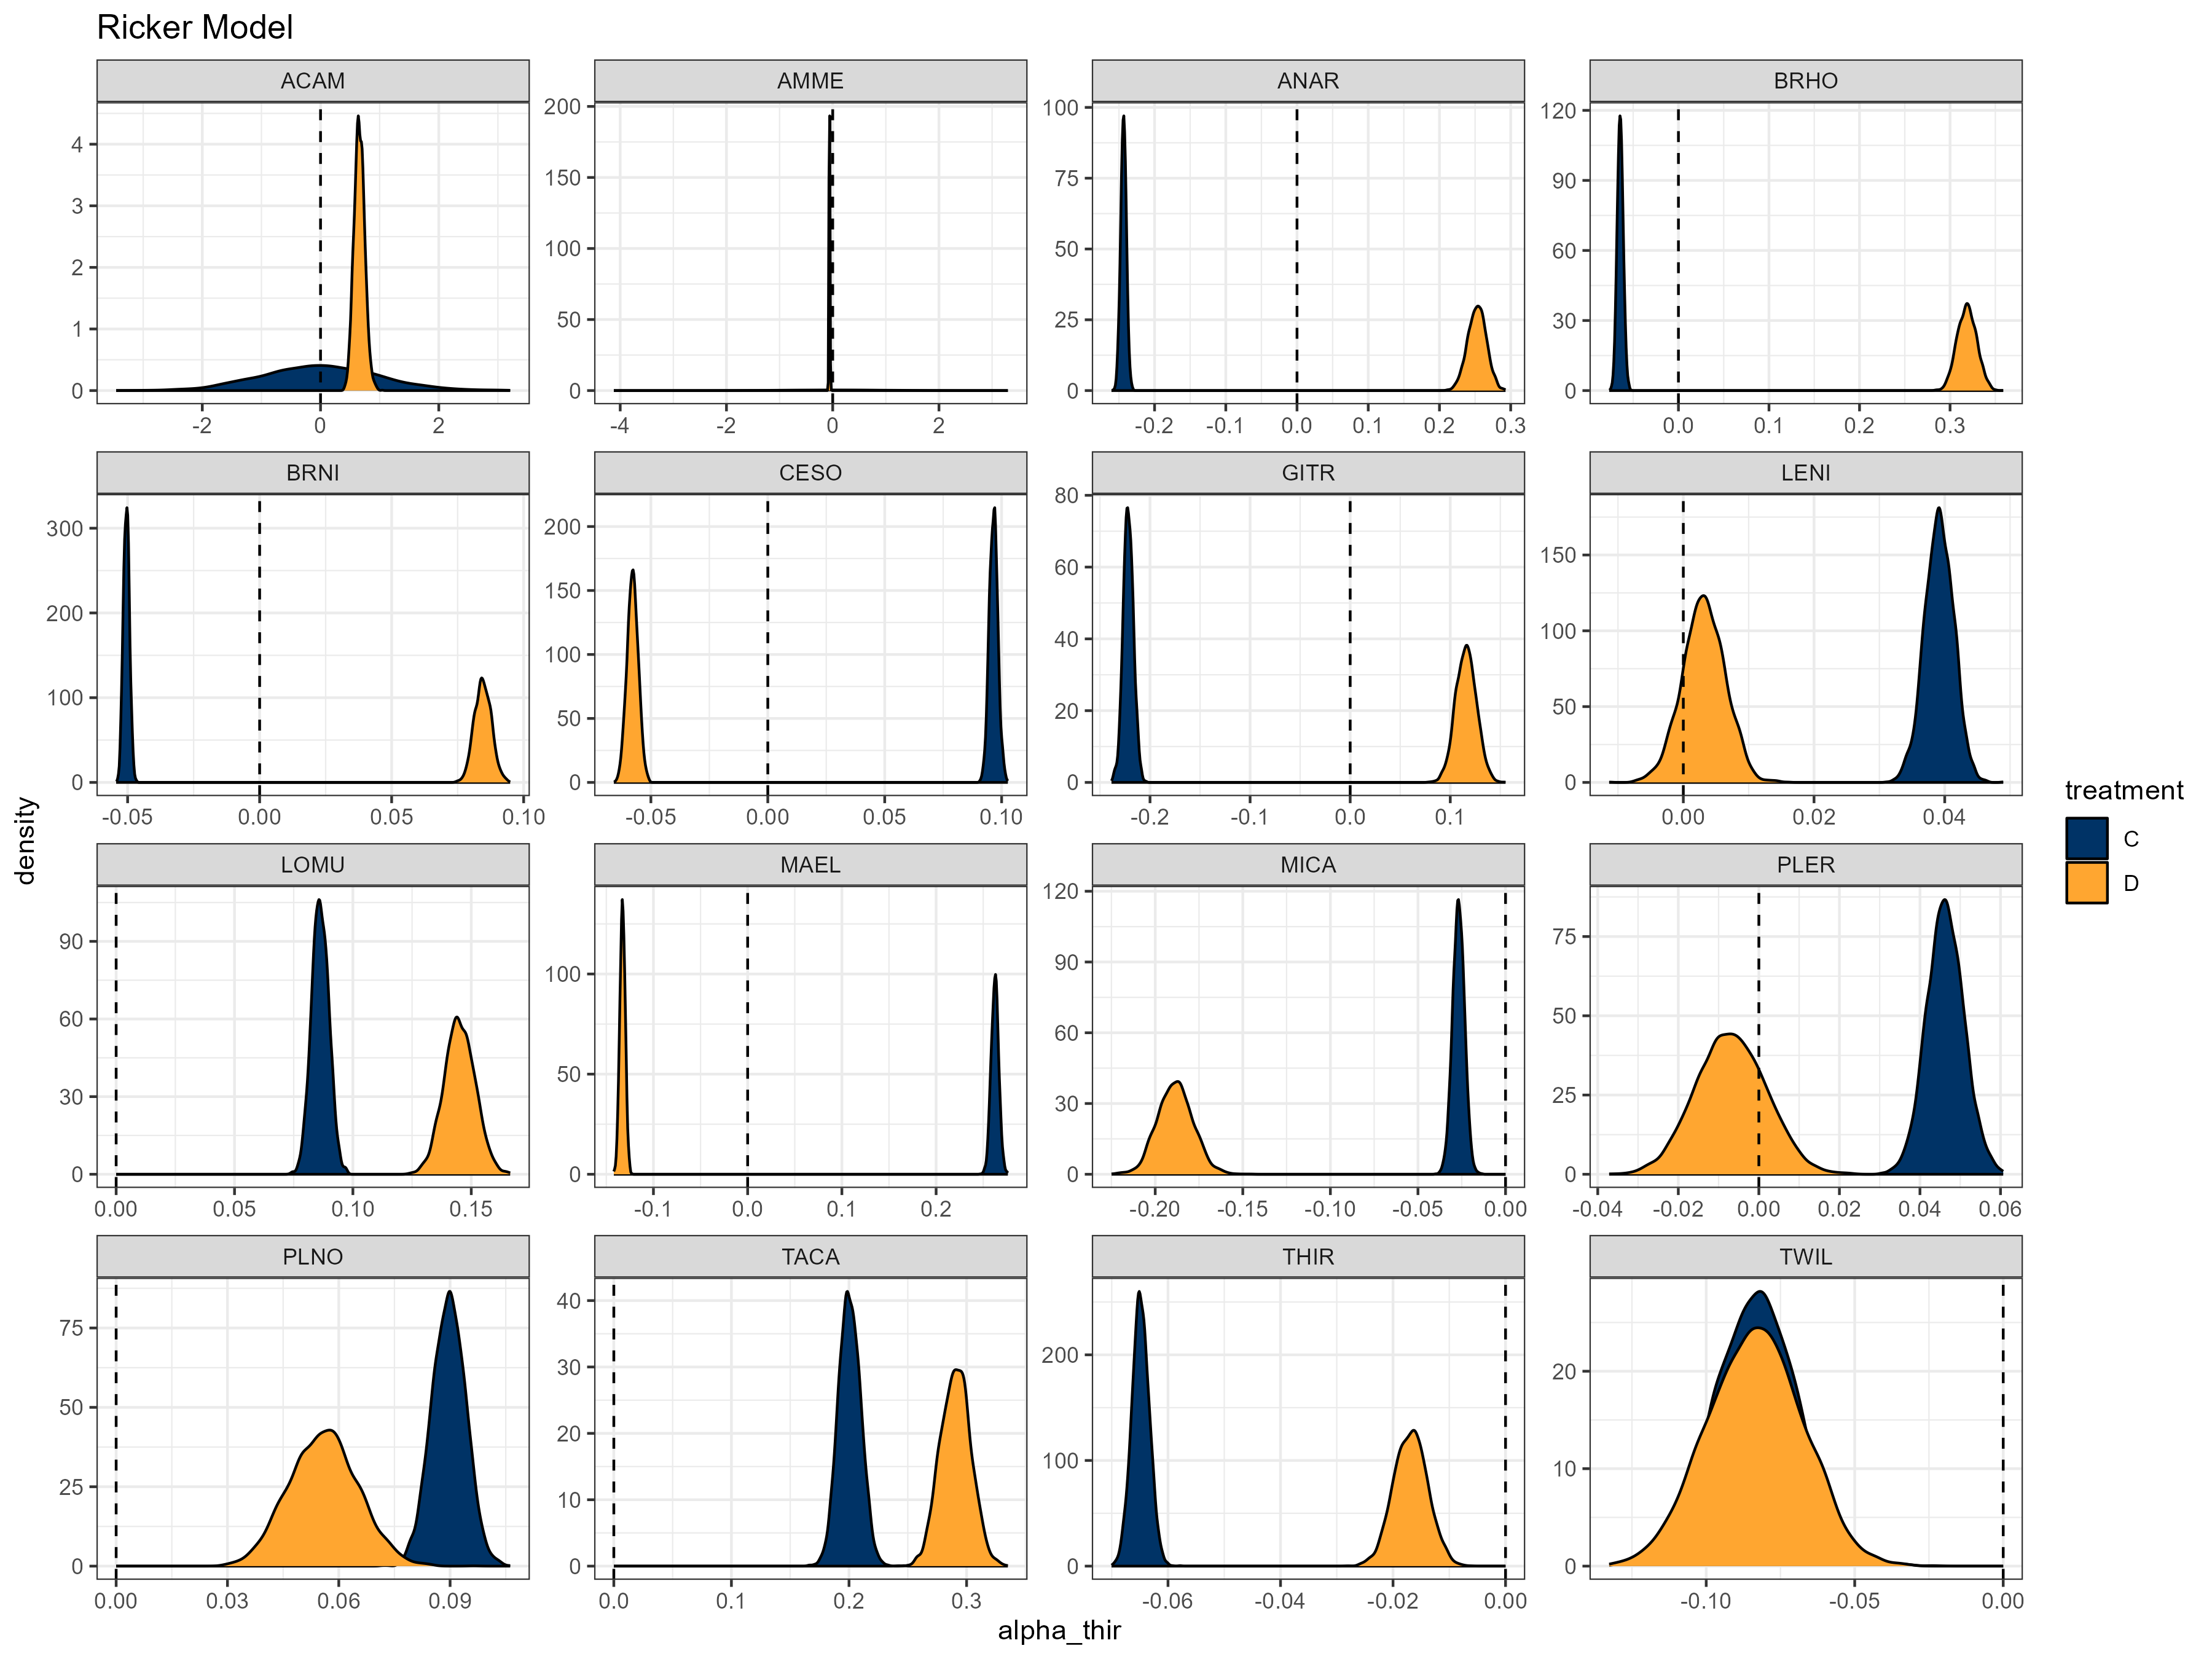 Ricker Model
ACAM AMME ANAR BRHO
4 3 2 1 0
-2 0 2
200 150 100 50 0
-4 -2 0 2
100 75 50 25 0
-0.2 -0.1 0.0 0.1 0.2 0.3
120 90 60 30 0
0.0 0.1 0.2 0.3
BRNI CESO GITR LENI
300 200 100 0
-0.05 0.00 0.05 0.10
200 150 100 50 0
-0.05 0.00 0.05 0.10
80 60 40 20 0
-0.2 -0.1 0.0 0.1
150 100 50 0
0.00 0.02 0.04
LOMU MAEL MICA PLER
90 60 30 0
0.00 0.05 0.10 0.15
100 50 0
-0.1 0.0 0.1 0.2
120 90 60 30 0
-0.20 -0.15 -0.10 -0.05 0.00
75 50 25 0
-0.04 -0.02 0.00 0.02 0.04 0.06
PLNO TACA THIR TWIL
75 50 25 0
0.00 0.03 0.06 0.09
40 30 20 10 0
0.0 0.1 0.2 0.3
200 100 0
-0.06 -0.04 -0.02 0.00
20 10 0
-0.10 -0.05 0.00
density
alpha_thir
treatment
C
D